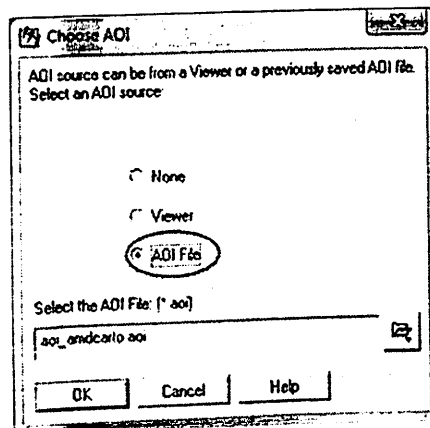 Choose AOI
AOI source can be from a Viewer or a previously saved AOI file.
Select an AOI source:
None
Viewer
AOI File
Select the AOI File: (*.aoi)
aoi_amdcarto.aoi
OK Cancel Help